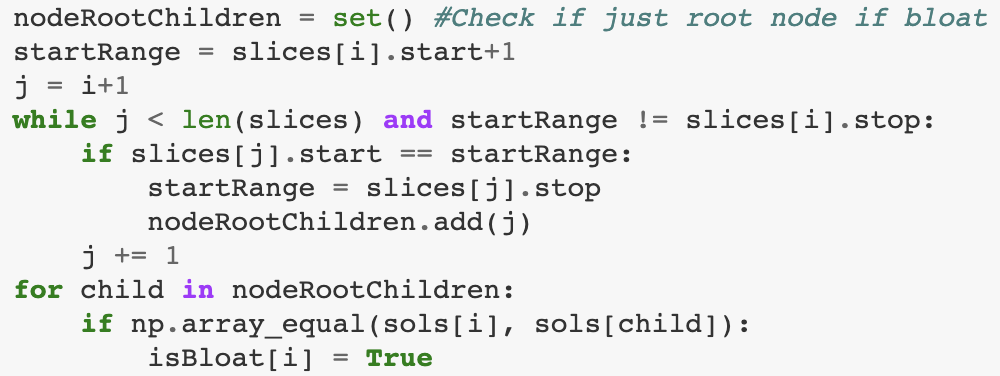 nodeRootChildren = set() #Check if just root node if bloat
startRange = slices[i].start+1
j = i+1
while j < len(slices) and startRange != slices[i].stop:
    if slices[j].start == startRange:
        startRange = slices[j].stop
        nodeRootChildren.add(j)
    j += 1
for child in nodeRootChildren:
    if np.array_equal(sols[i], sols[child]):
        isBloat[i] = True